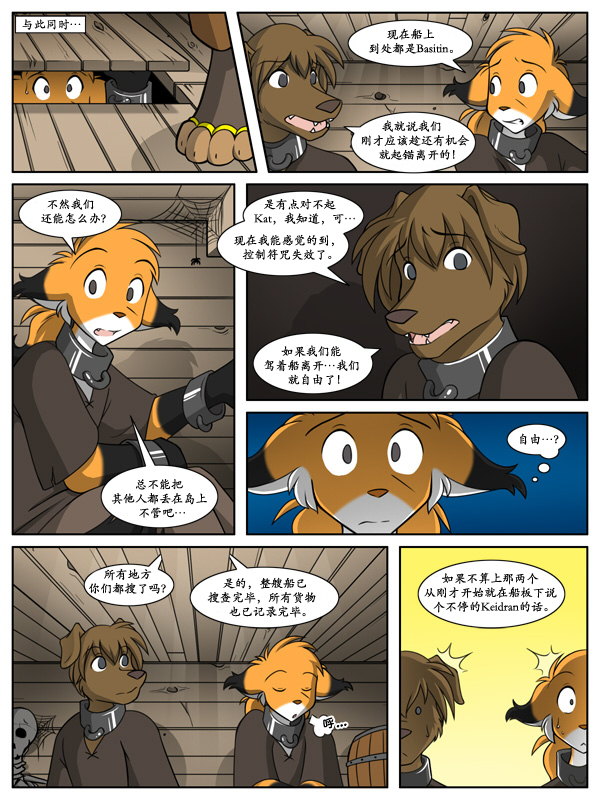 与此同时…
现在船上
到处都是Basitin。
我就说我们
刚才应该趁还有机会
就起锚离开的!
不然我们
还能怎么办?
总不能把
其他人都丢在岛上
不管吧…
是有点对不起
Kat，我知道，可…
现在我能感觉的到，
控制符咒失效了。
如果我们能
驾着船离开…我们
就自由了!
自由…?
所有地方
你们都搜了吗?
是的，整艘船已
搜查完毕，所有货物
也已记录完毕。
呼…
如果不算上那两个
从刚才开始就在船板下说
个不停的Keidran的话。